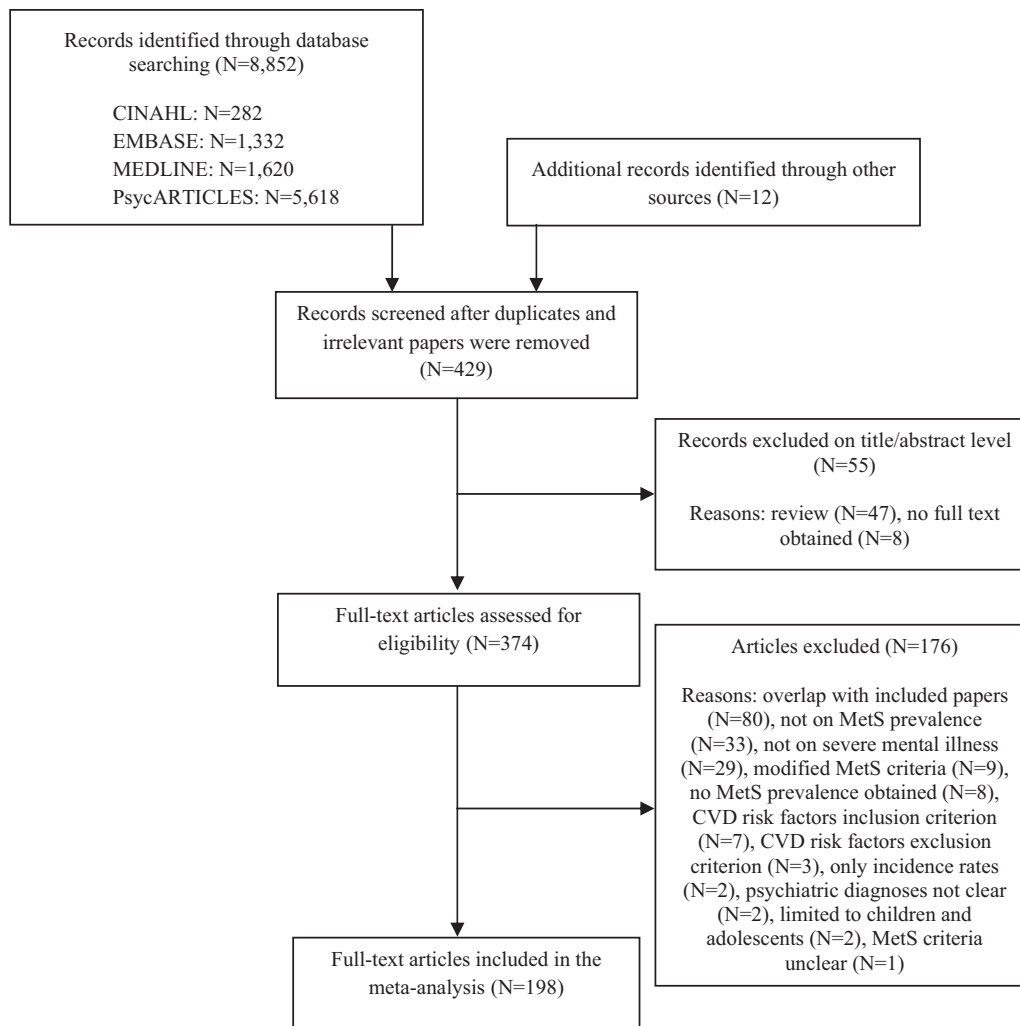 Records identified through database
searching (N=8,852)
CINAHL: N=282
EMBASE: N=1,332
MEDLINE: N=1,620
PsycARTICLES: N=5,618
Additional records identified through other
sources (N=12)
Records screened after duplicates and
irrelevant papers were removed
(N=429)
Records excluded on title/abstract level
(N=55)
Reasons: review (N=47), no full text
obtained (N=8)
Full-text articles assessed for
eligibility (N=374)
Articles excluded (N=176)
Reasons: overlap with included papers
(N=80), not on MetS prevalence
(N=33), not on severe mental illness
(N=29), modified MetS criteria (N=9),
no MetS prevalence obtained (N=8),
CVD risk factors inclusion criterion
(N=7), CVD risk factors exclusion
criterion (N=3), only incidence rates
(N=2), psychiatric diagnoses not clear
(N=2), limited to children and
adolescents (N=2), MetS criteria
unclear (N=1)
Full-text articles included in the
meta-analysis (N=198)